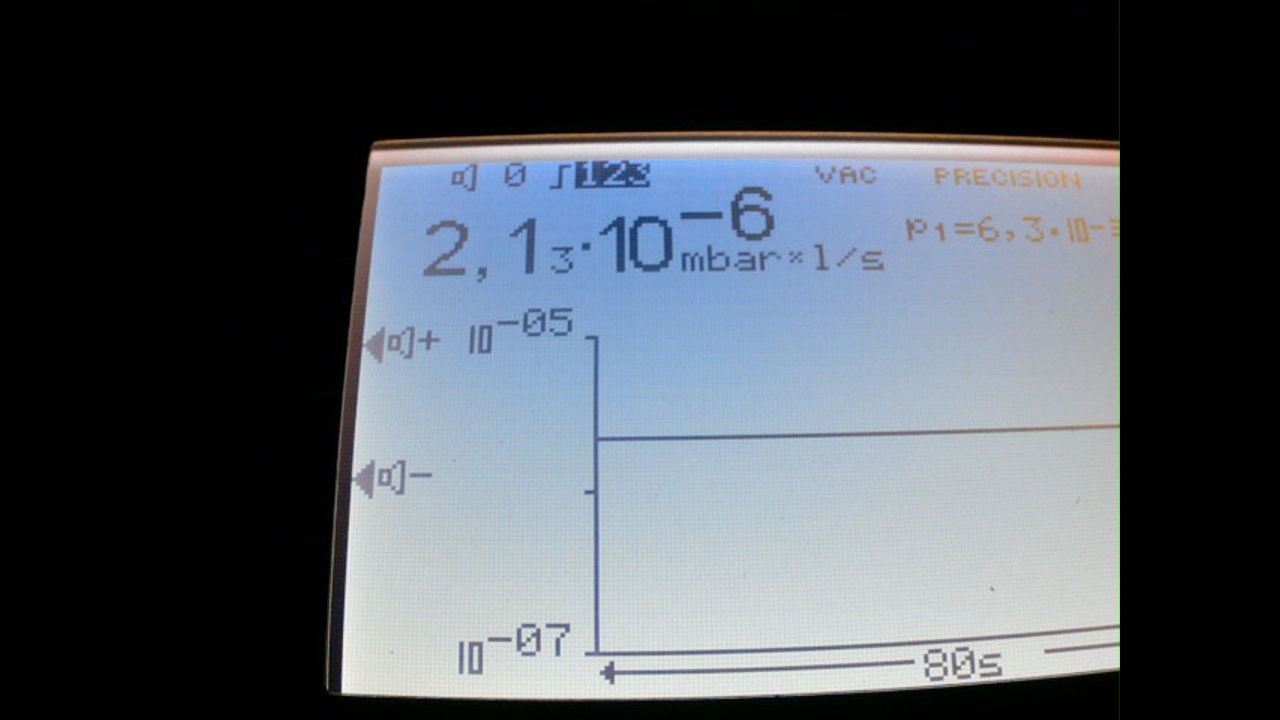 0 123 VAC PRECISION
2,13·10−6 mbar×l/s p1=6,3·10−
+ 10−05
−
10−07
80s